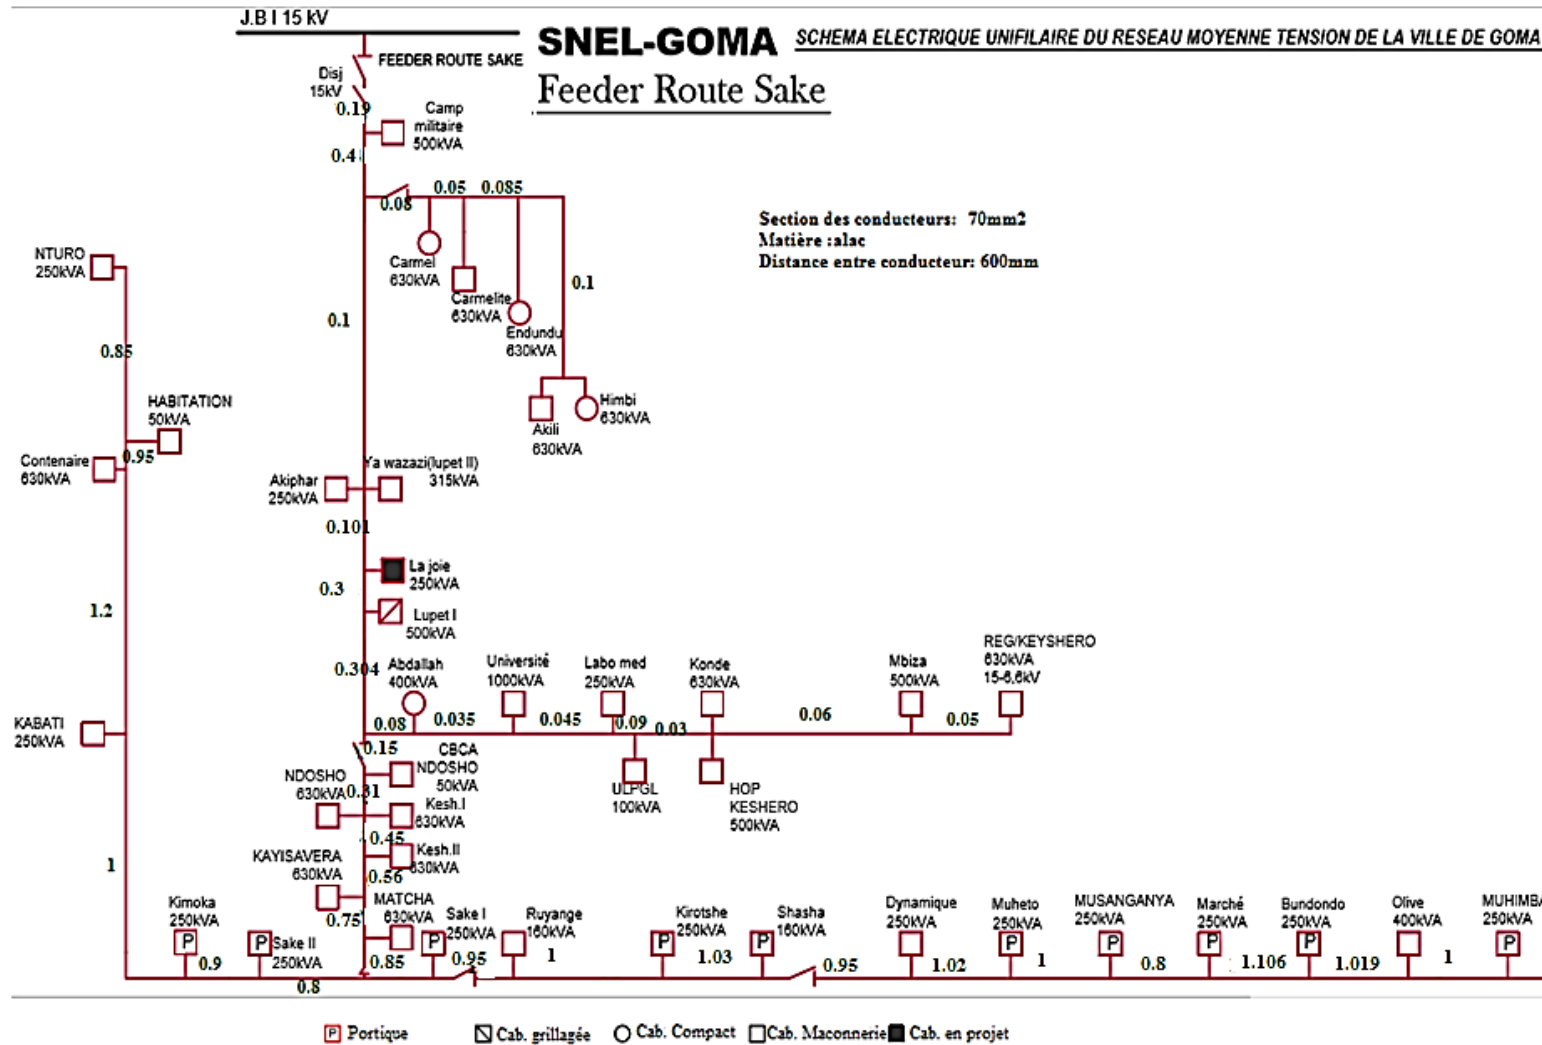 J.B I 15 kV
SNEL-GOMA
SCHEMA ELECTRIQUE UNIFILAIRE DU RESEAU MOYENNE TENSION DE LA VILLE DE GOMA
FEEDER ROUTE SAKE
Feeder Route Sake
Disj
15kV
0.19
Camp
militaire
500kVA
0.41
0.05
0.085
0.08
Section des conducteurs: 70mm2
Matière :alac
Distance entre conducteur: 600mm
NTURO
250kVA
Carmel
630kVA
Carmelite
630kVA
Endundu
630kVA
0.1
0.1
0.85
HABITATION
50kVA
Akili
630kVA
Himbi
630kVA
0.95
Contenaire
630kVA
Ya wazazi(lupet II)
315kVA
Akiphar
250kVA
0.101
La joie
250kVA
0.3
1.2
Lupet I
500kVA
0.304
Abdallah
400kVA
Université
1000kVA
Labo med
250kVA
Konde
630kVA
Mbiza
500kVA
REG/KEYSHERO
630kVA
15-6,6kV
KABATI
250kVA
0.08
0.035
0.045
0.09
0.03
0.06
0.05
0.15
CBCA
NDOSHO
50kVA
NDOSHO
630kVA
0.31
Kesh.I
630kVA
ULPGL
100kVA
HOP
KESHERO
500kVA
0.45
Kesh.II
630kVA
KAYISAVERA
630kVA
0.56
1
MATCHA
630kVA
0.75
Kimoka
250kVA
P
P
Sake II
250kVA
Sake I
250kVA
P
Ruyange
160kVA
Kirotshe
250kVA
P
Shasha
160kVA
P
Dynamique
250kVA
Muheto
250kVA
P
MUSANGANYA
250kVA
P
Marché
250kVA
P
Bundondo
250kVA
P
Olive
400kVA
MUHIMBA
250kVA
P
0.9
0.8
0.85
0.95
1
1.03
0.95
1.02
1
0.8
1.106
1.019
1
P Portique
Cab. grillagée
Cab. Compact
Cab. Maconnerie
Cab. en projet